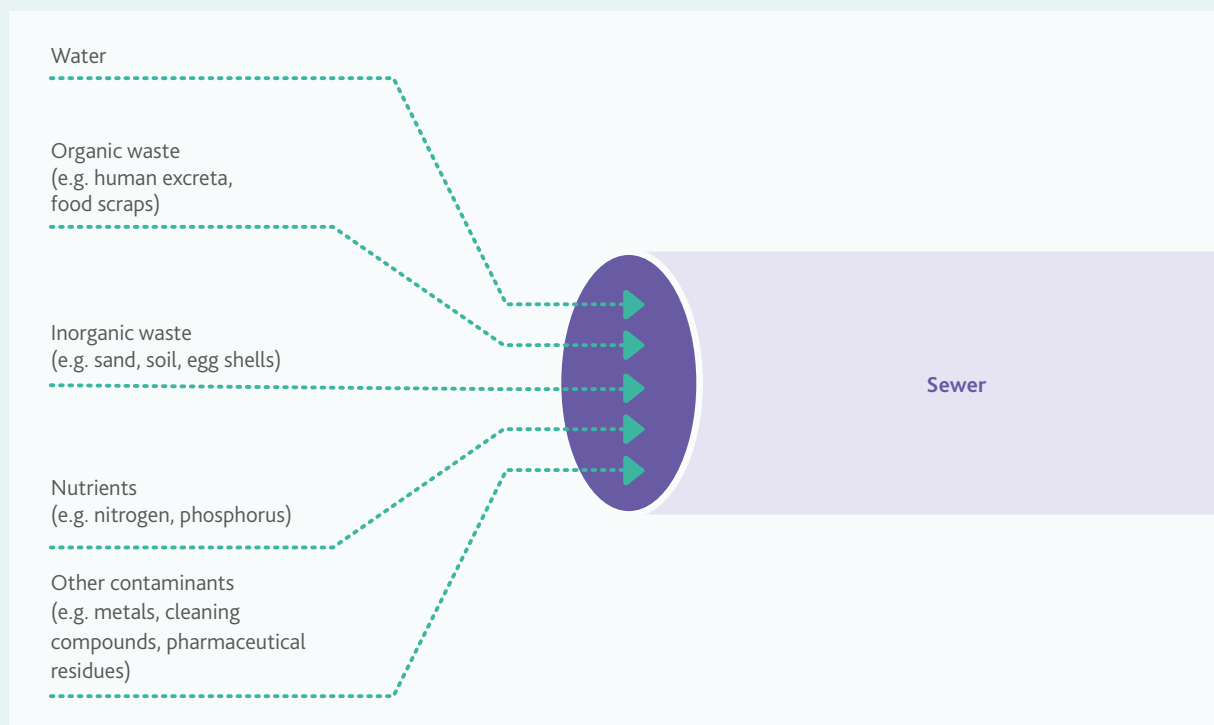 Water
Organic waste
(e.g. human excreta,
food scraps)
Inorganic waste
(e.g. sand, soil, egg shells)
Sewer
Nutrients
(e.g. nitrogen, phosphorus)
Other contaminants
(e.g. metals, cleaning
compounds, pharmaceutical
residues)